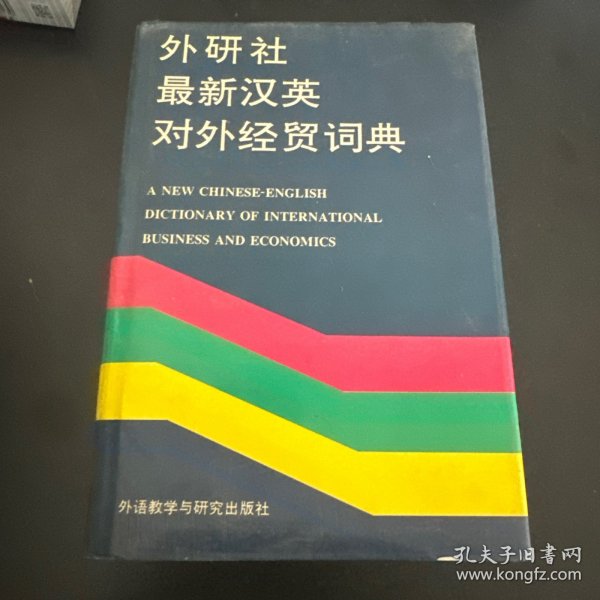 外研社
最新汉英
对外经贸词典
A NEW CHINESE-ENGLISH
DICTIONARY OF INTERNATIONAL
BUSINESS AND ECONOMICS
外语教学与研究出版社
孔夫子旧书网
www.kongfz.com